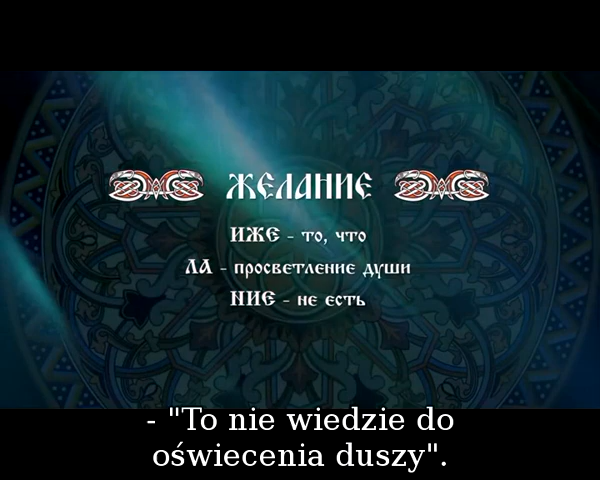 ЖЕЛАНИЕ
ИЖЕ - то, что
ЛА - просветление души
НИЕ - не есть
- "To nie wiedzie do
oświecenia duszy".